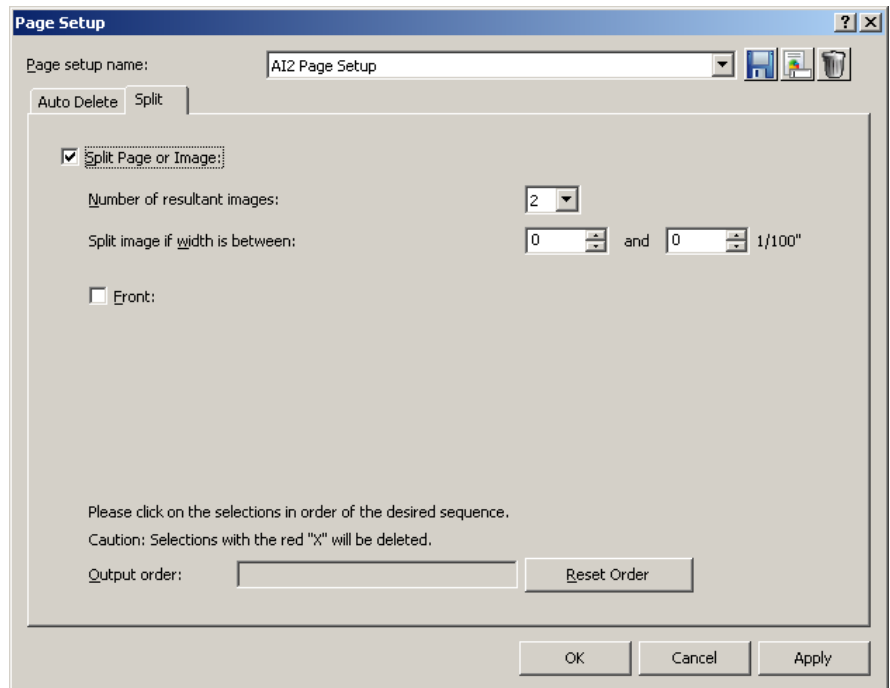 Page Setup
Page setup name: AI2 Page Setup
Auto Delete Split
Split Page or Image:
Number of resultant images: 2
Split image if width is between: 0 and 0 1/100"
Front:
Please click on the selections in order of the desired sequence.
Caution: Selections with the red "X" will be deleted.
Output order: Reset Order
OK Cancel Apply